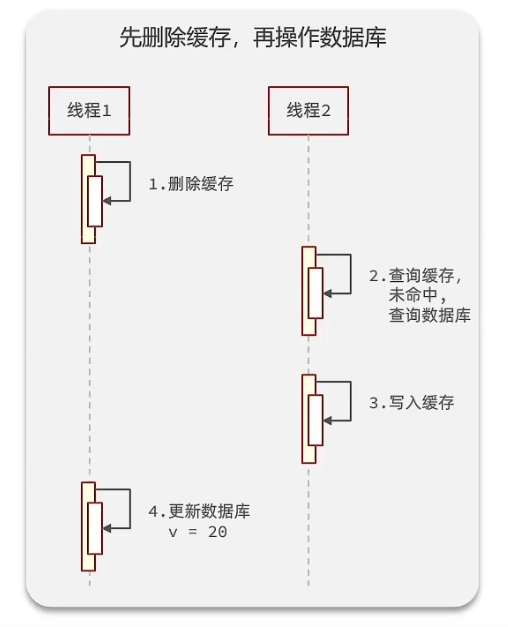 先删除缓存，再操作数据库
线程1
线程2
1.删除缓存
2.查询缓存，
未命中，
查询数据库
3.写入缓存
4.更新数据库
v = 20